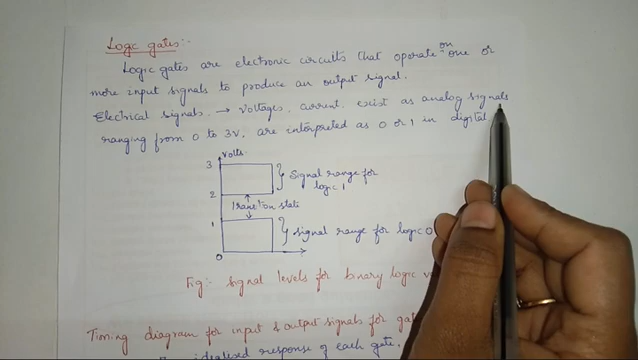 Logic gates:-
Logic gates are electronic circuits that operate on one or
more input signals to produce an output signal.
Electrical signals → voltages, current exist as analog signals
ranging from 0 to 3v, are interpreted as 0 or 1 in digital
volts
3
Signal range for
logic 1
2
Transtion state
1
signal range for logic 0
0
Fig: Signal levels for binary logic
Timing diagram for input & output signals for
idealised response of each gate.